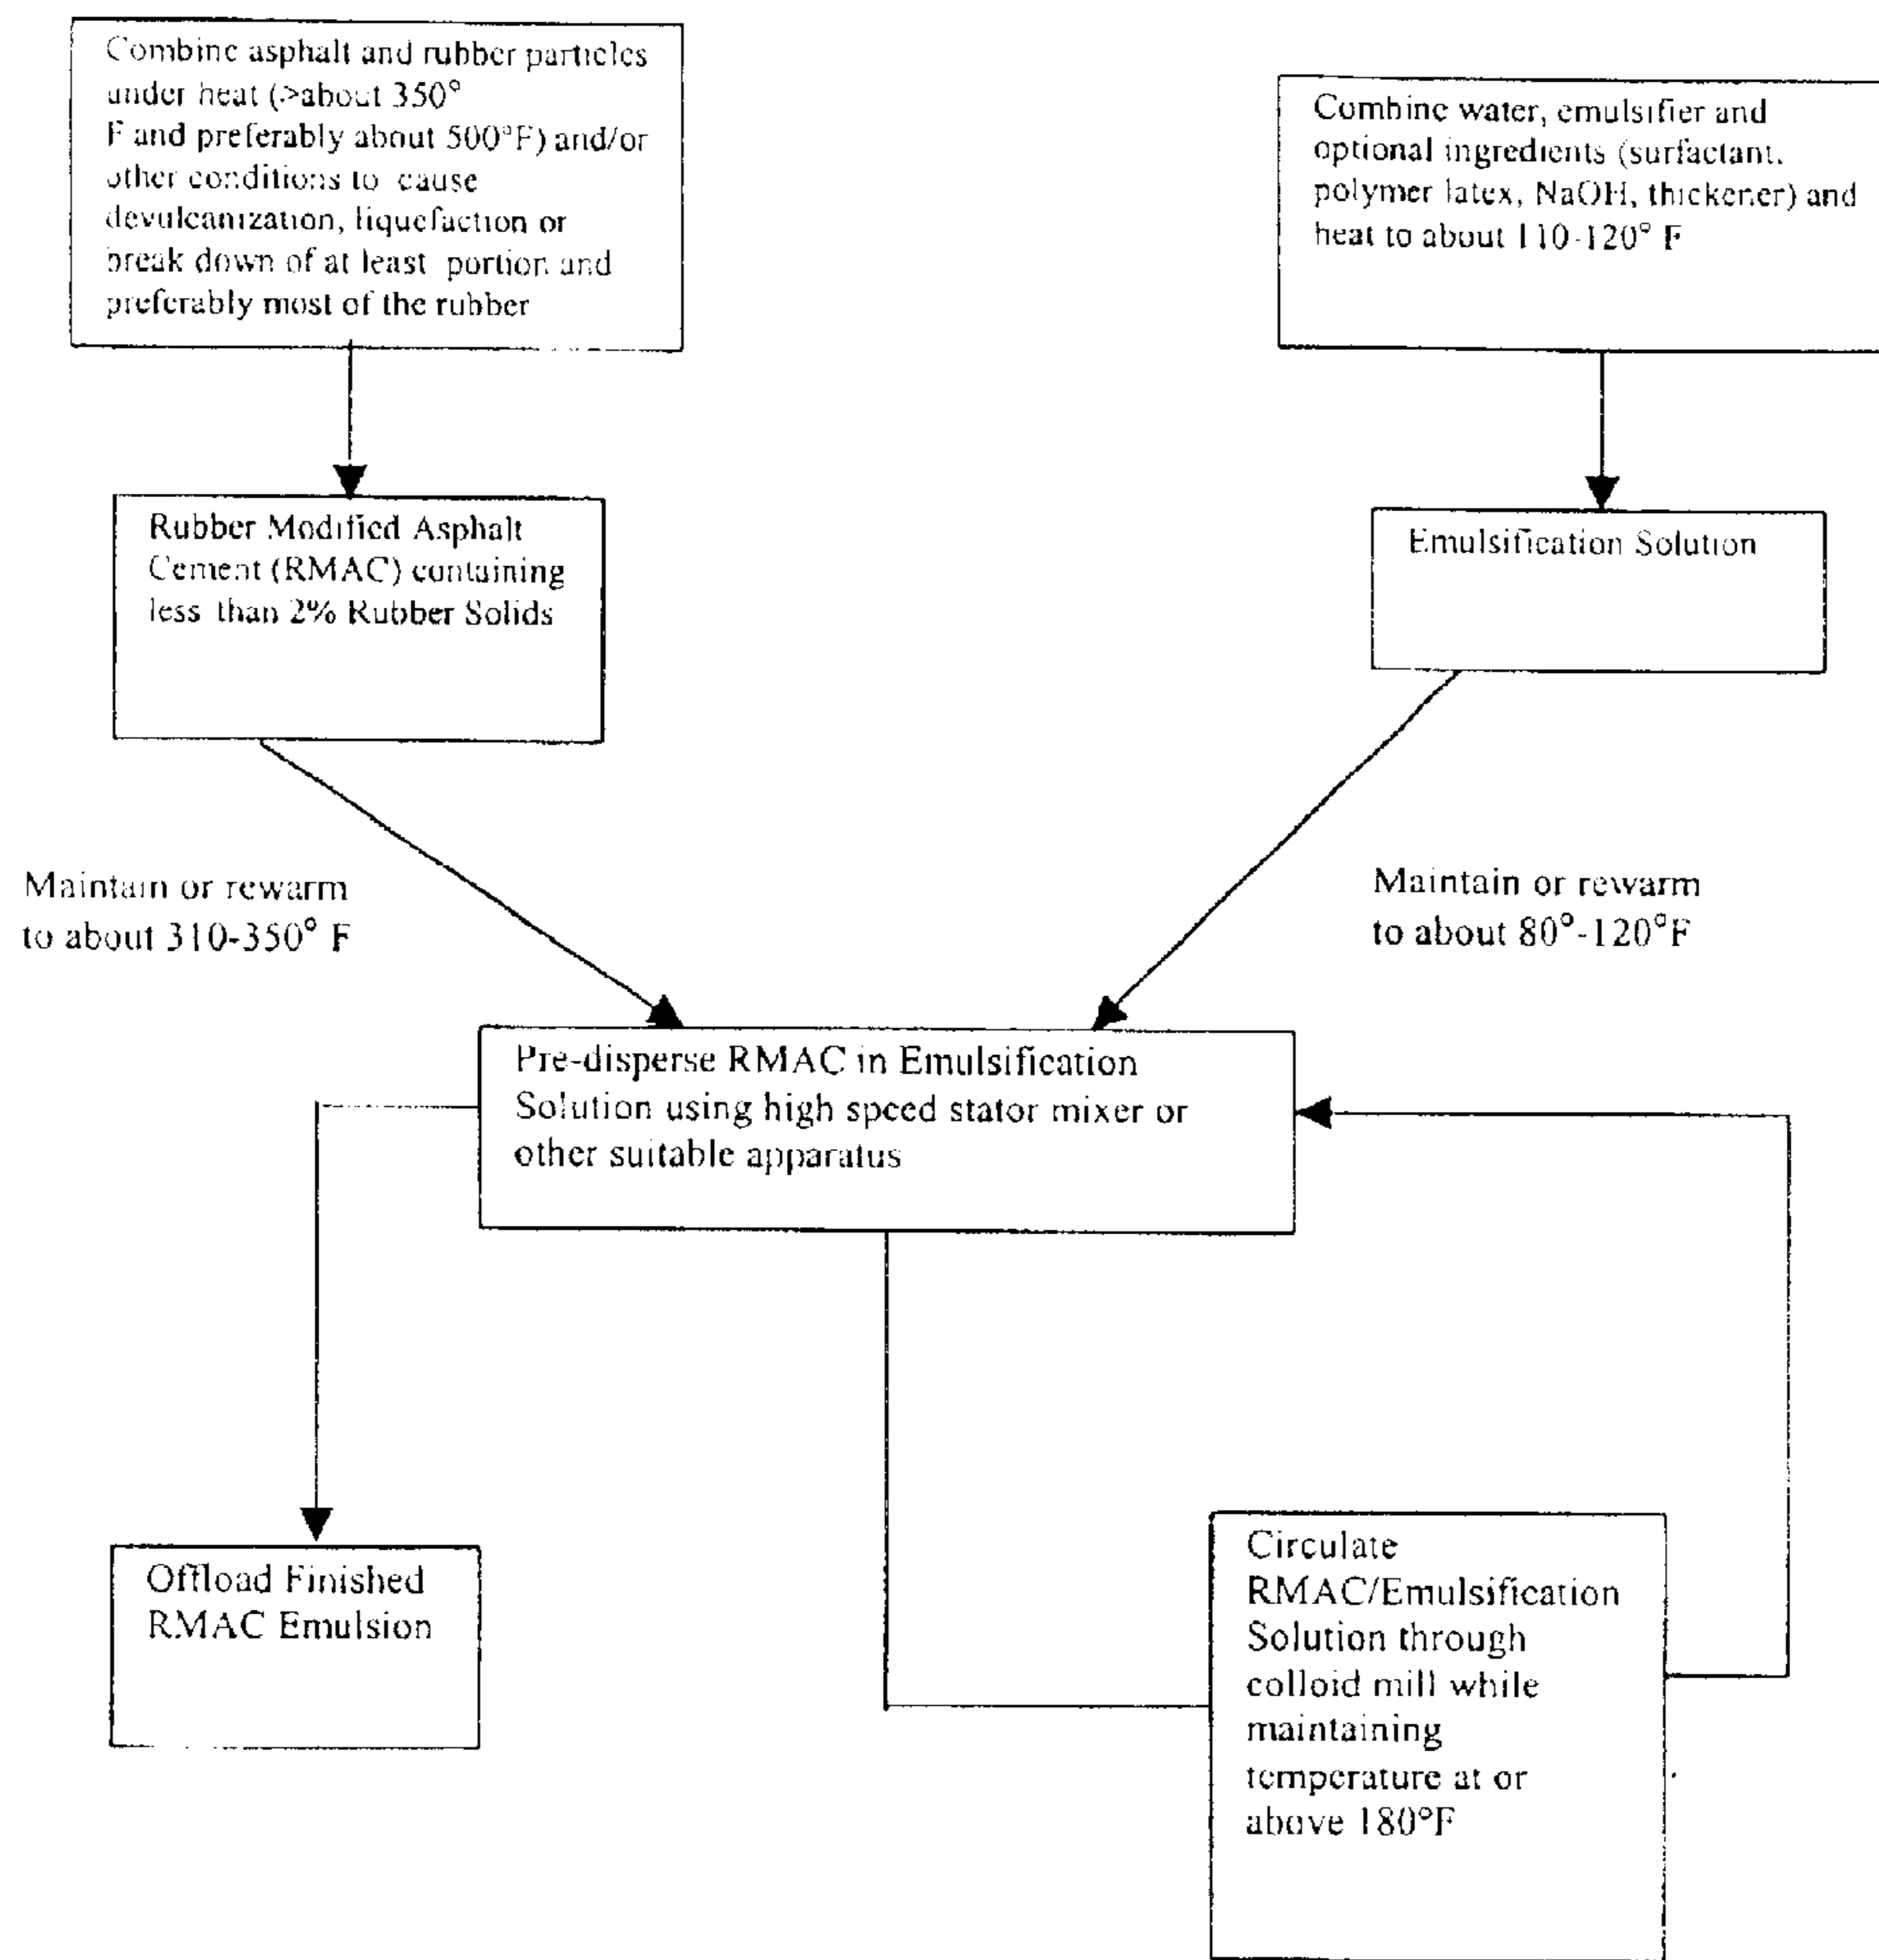 Combine asphalt and rubber particles
under heat (>about 350°
F and preferably about 500°F) and/or
other conditions to cause
devulcanization, liquefaction or
break down of at least portion and
preferably most of the rubber
Combine water, emulsifier and
optional ingredients (surfactant,
polymer latex, NaOH, thickener) and
heat to about 110-120° F
Rubber Modified Asphalt
Cement (RMAC) containing
less than 2% Rubber Solids
Emulsification Solution
Maintain or rewarm
to about 310-350° F
Maintain or rewarm
to about 80°-120°F
Pre-disperse RMAC in Emulsification
Solution using high speed stator mixer or
other suitable apparatus
Offload Finished
RMAC Emulsion
Circulate
RMAC/Emulsification
Solution through
colloid mill while
maintaining
temperature at or
above 180°F